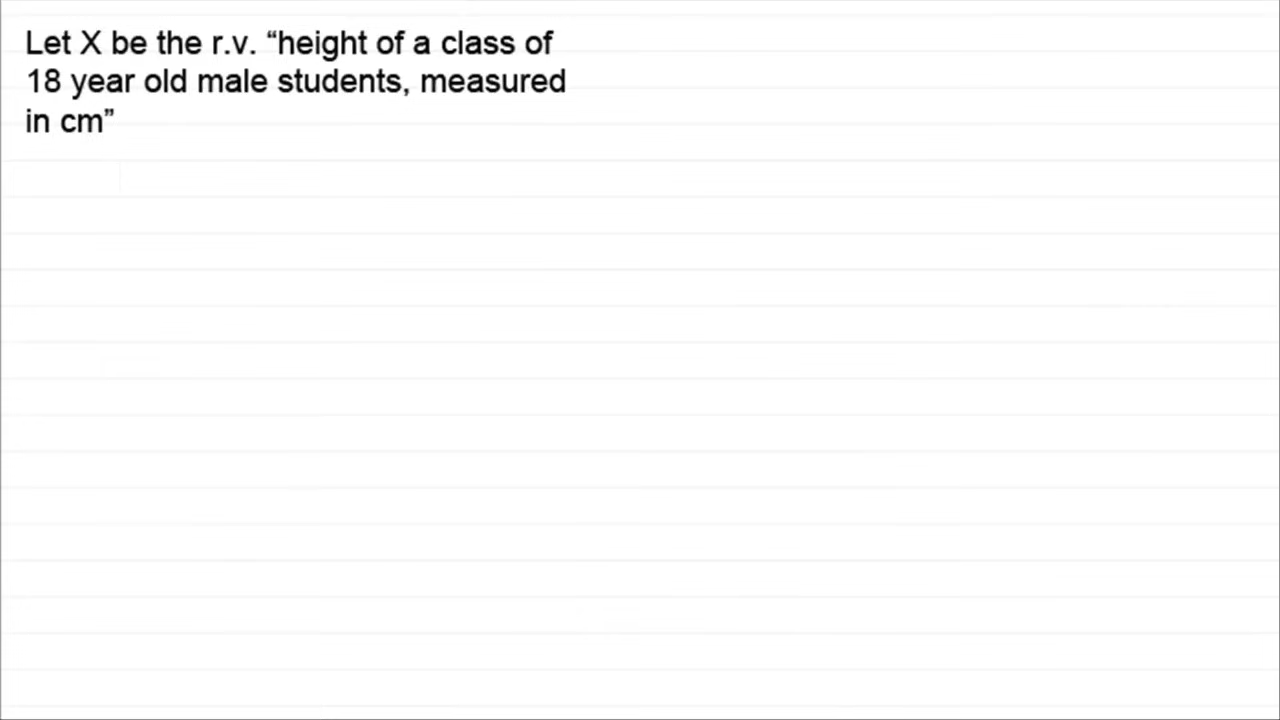 Let X be the r.v. “height of a class of
18 year old male students, measured
in cm”